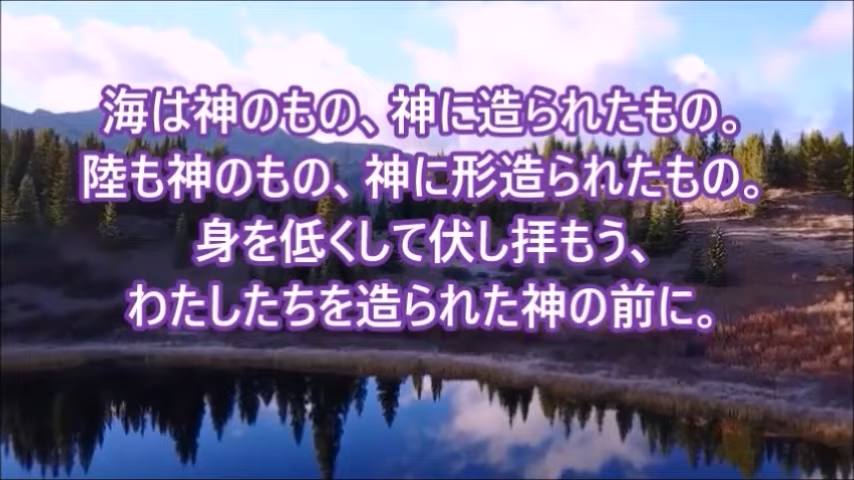 海は神のもの、神に造られたもの。
陸も神のもの、神に形造られたもの。
身を低くして伏し拝もう、
わたしたちを造られた神の前に。